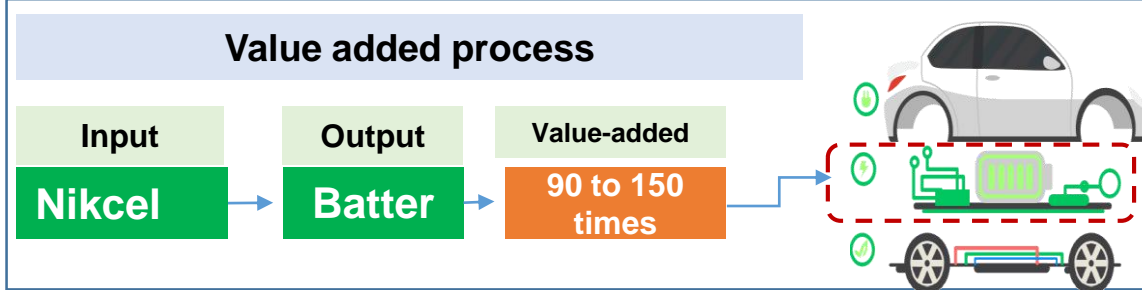 Value added process
Input
Output
Value-added
Nikcel
Batter
90 to 150
times